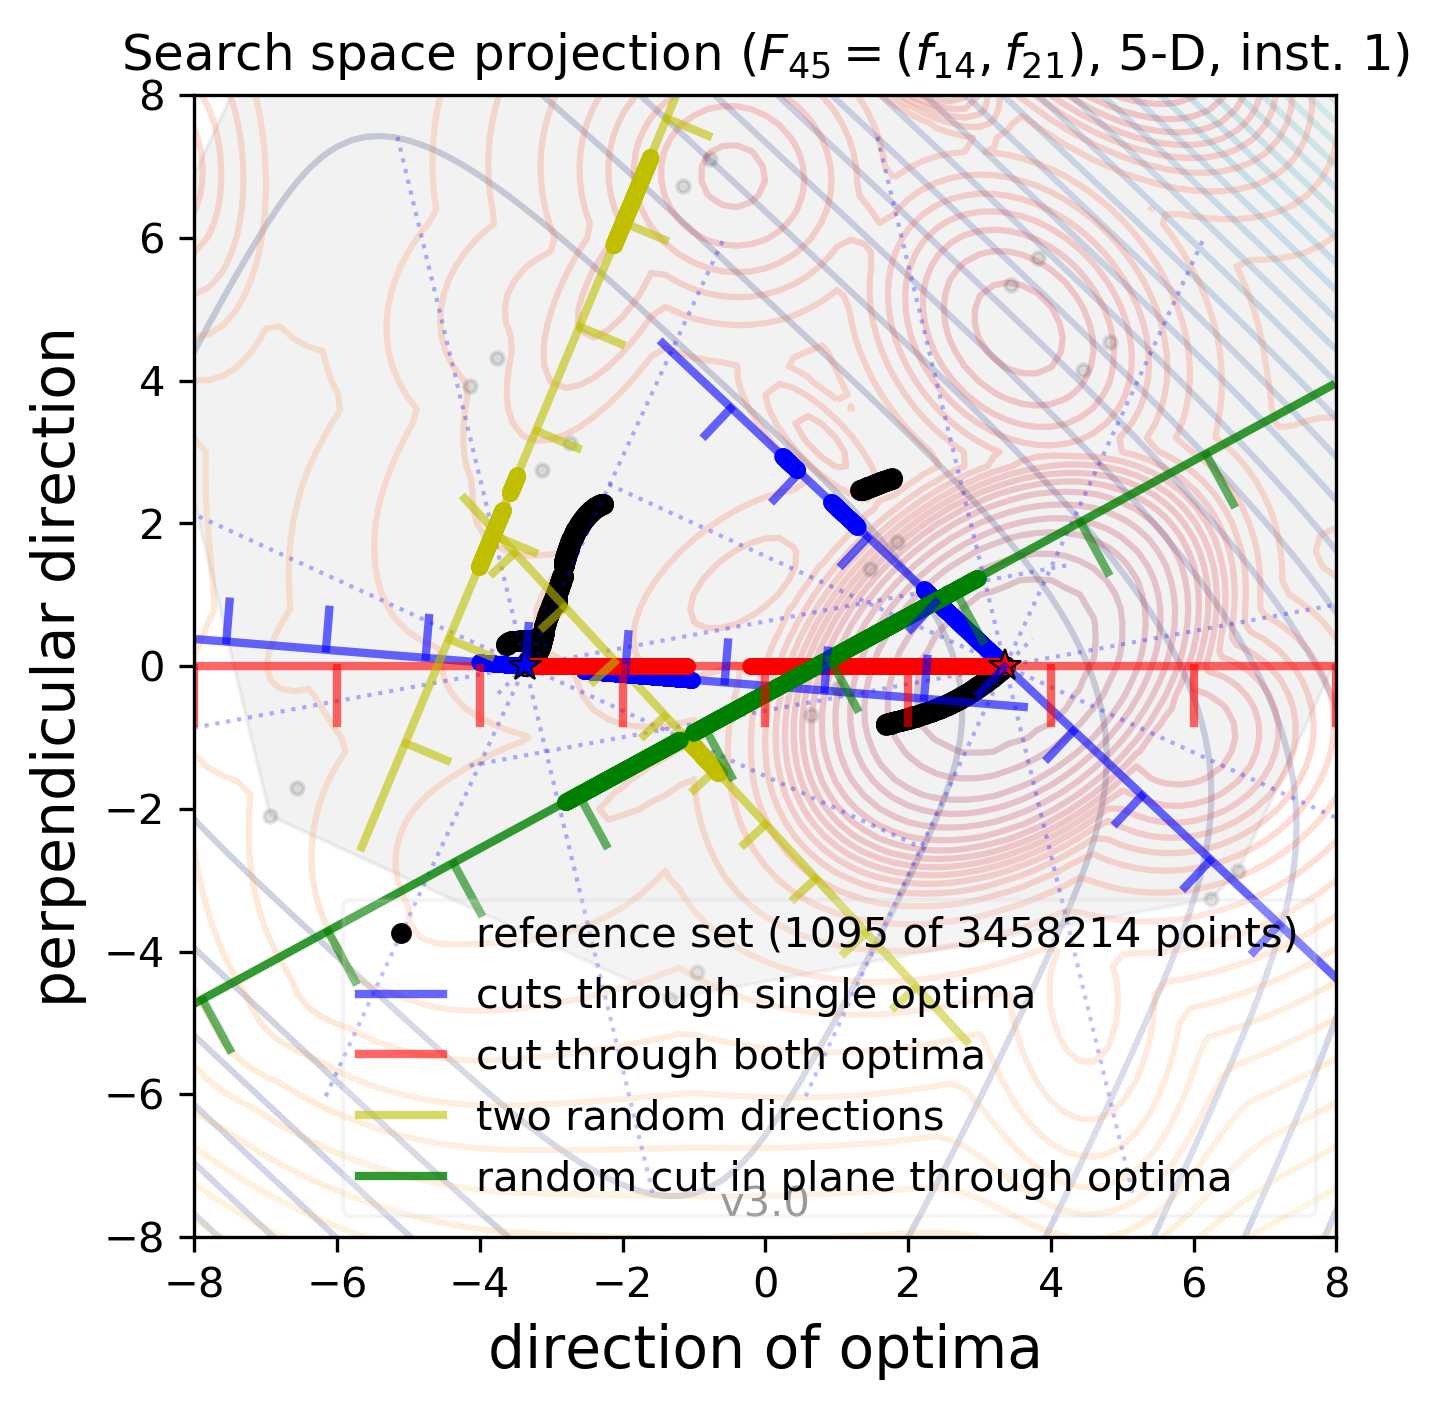 Search space projection (F₄₅ = (f₁₄, f₂₁), 5-D, inst. 1)
8
6
4
2
0
−2
−4
−6
−8
perpendicular direction
reference set (1095 of 3458214 points)
cuts through single optima
cut through both optima
two random directions
random cut in plane through optima
v3.0
−8 −6 −4 −2 0 2 4 6 8
direction of optima